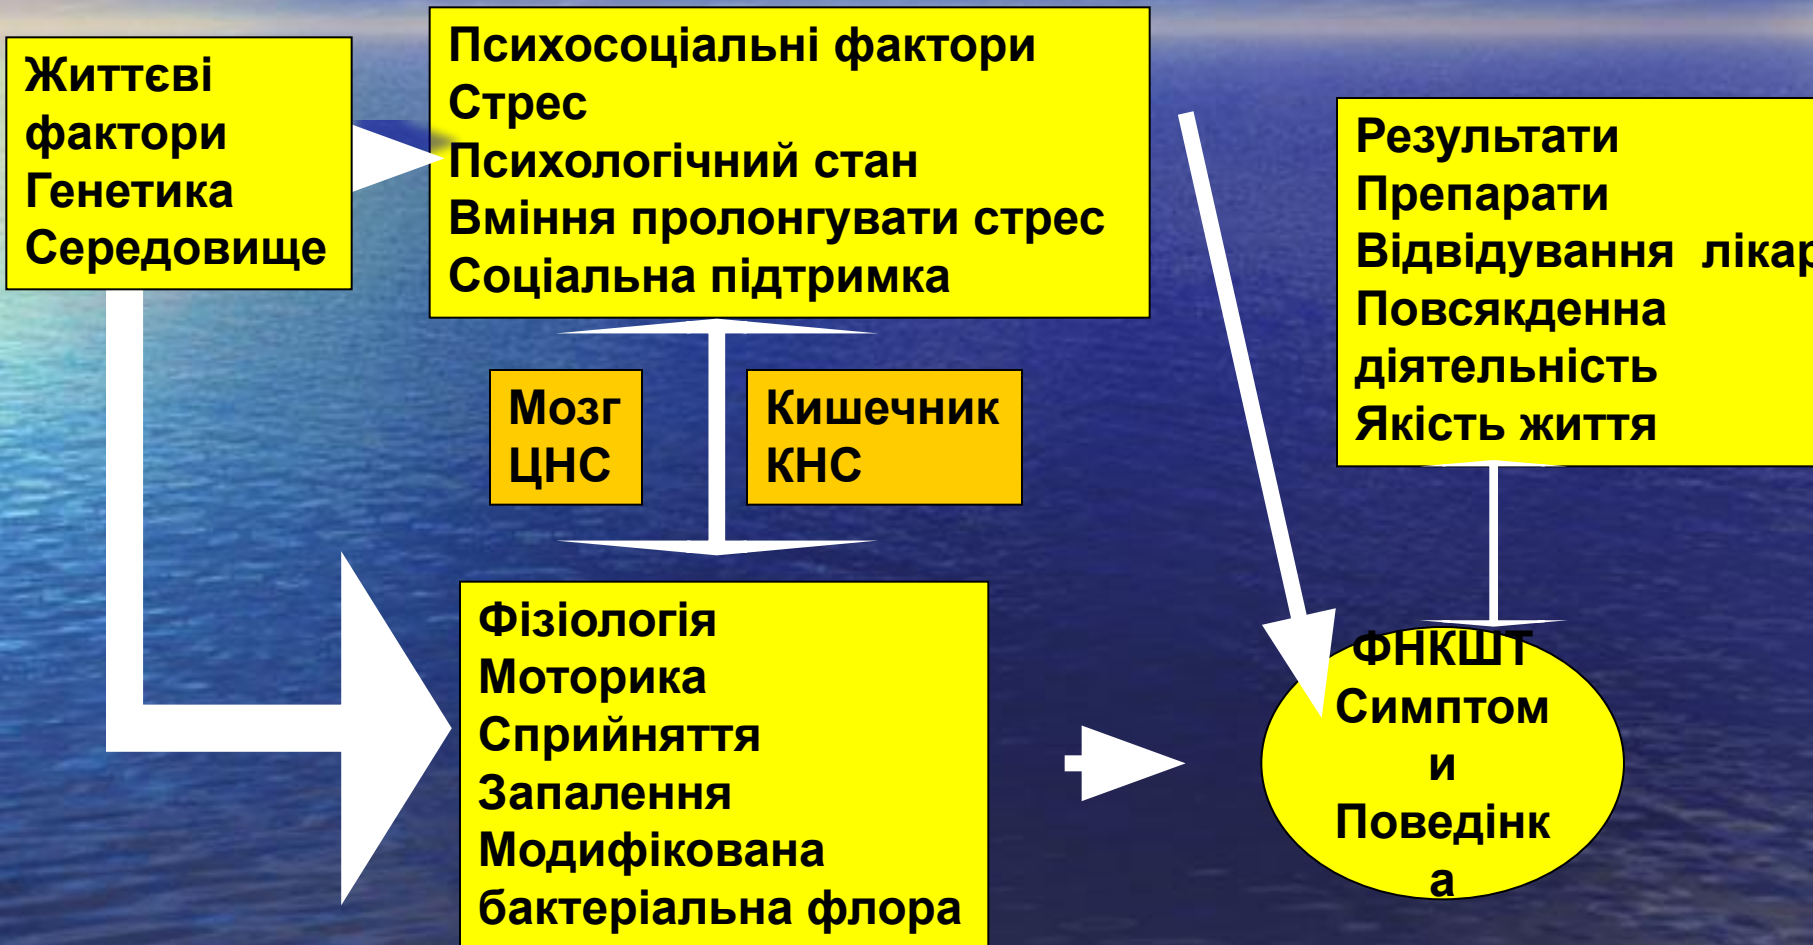 Життєві
фактори
Генетика
Середовище
Психосоціальні фактори
Стрес
Психологічний стан
Вміння пролонгувати стрес
Соціальна підтримка
Результати
Препарати
Відвідування лікар
Повсякденна
діятельність
Якість життя
Мозг
ЦНС
Кишечник
КНС
Фізіологія
Моторика
Сприйняття
Запалення
Модифікована
бактеріальна флора
ФНКШТ
Симптом
и
Поведінк
а